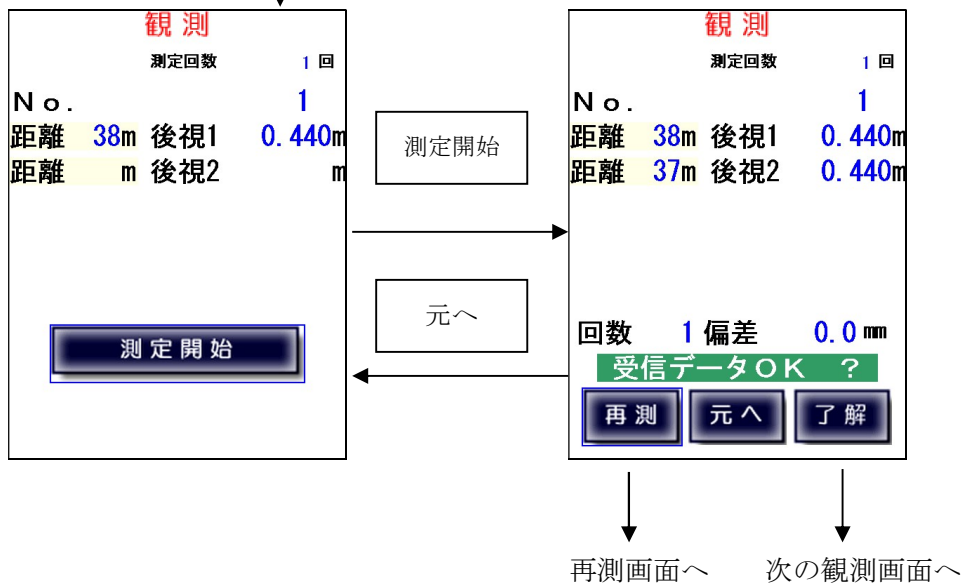 観測
測定回数 1 回
No. 1
距離 38m 後視1 0.440m
距離 m 後視2 m
測定開始
測定開始
元へ
観測
測定回数 1 回
No. 1
距離 38m 後視1 0.440m
距離 37m 後視2 0.440m
回数 1 偏差 0.0㎜
受信データOK ?
再測 元へ 了解
再測画面へ 次の観測画面へ